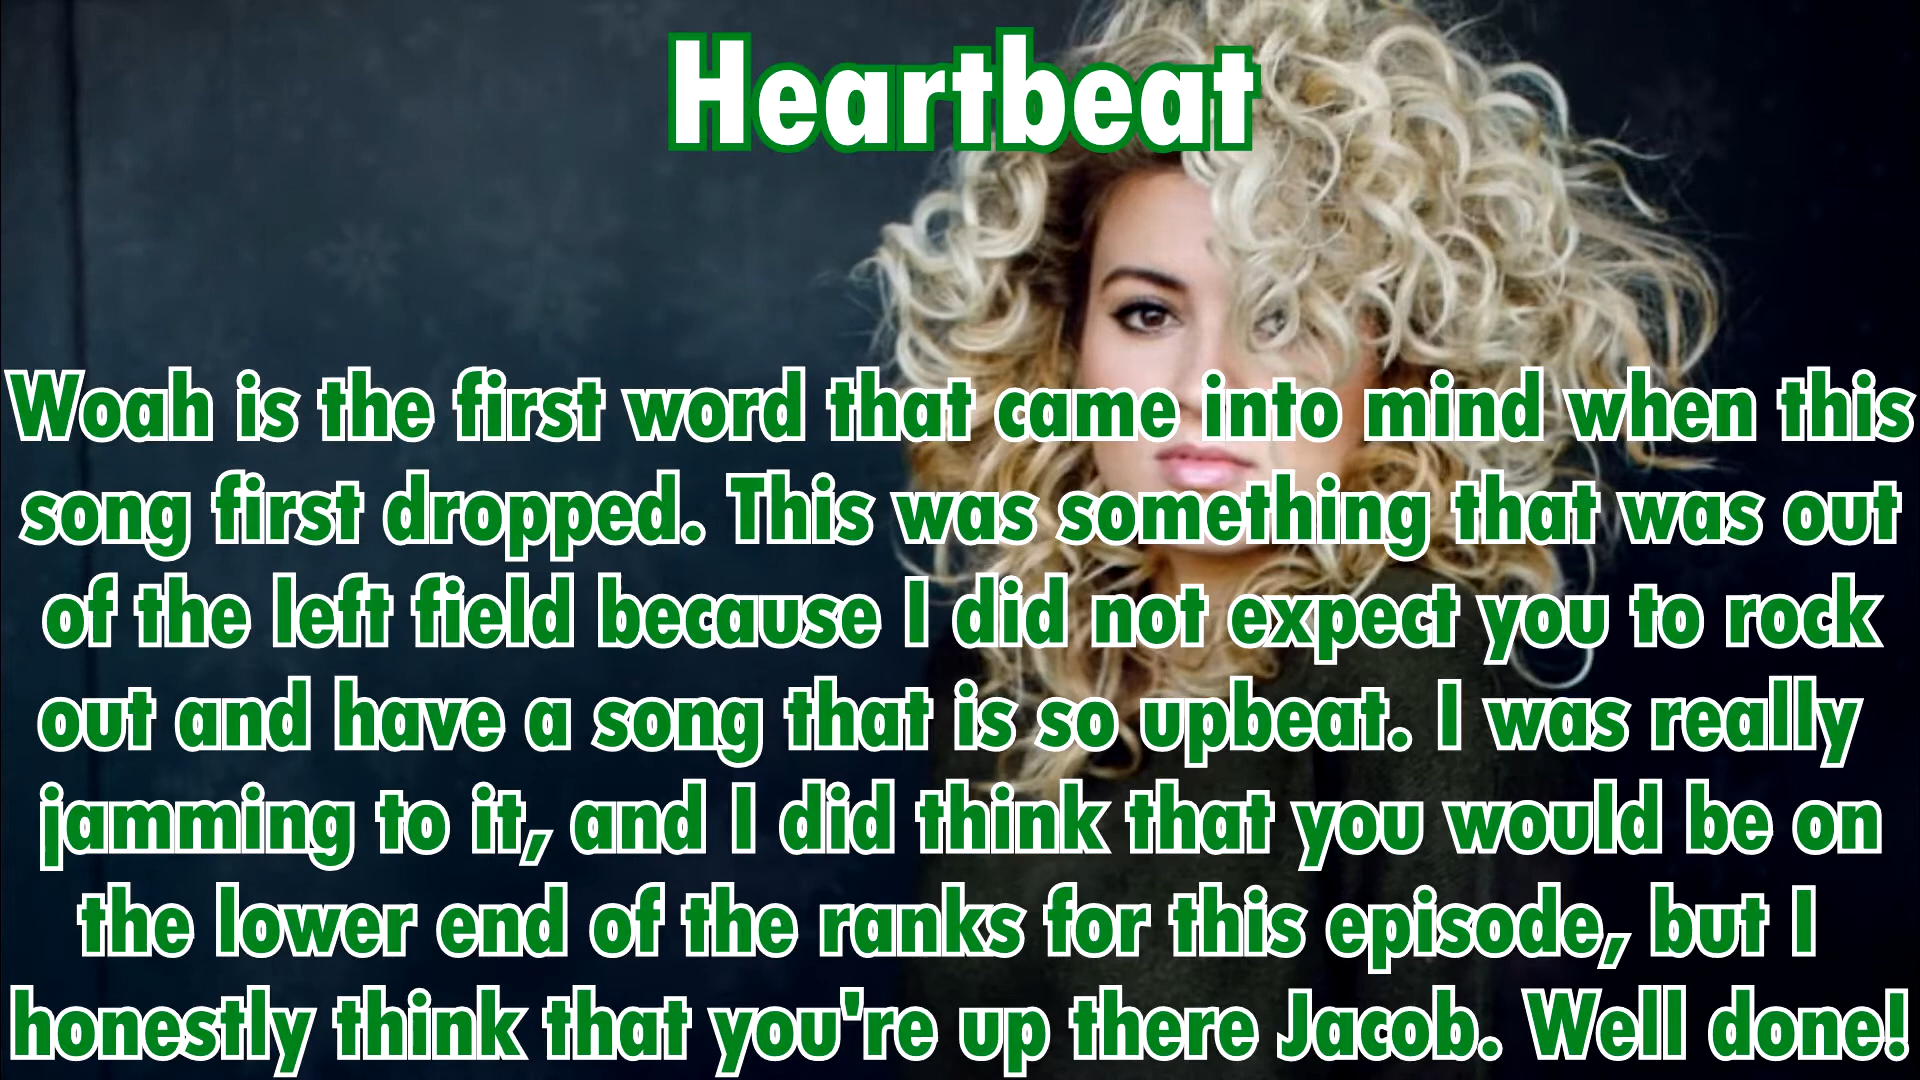 Heartbeat
Woah is the first word that came into mind when this
song first dropped. This was something that was out
of the left field because I did not expect you to rock
out and have a song that is so upbeat. I was really
jamming to it, and I did think that you would be on
the lower end of the ranks for this episode, but I
honestly think that you're up there Jacob. Well done!